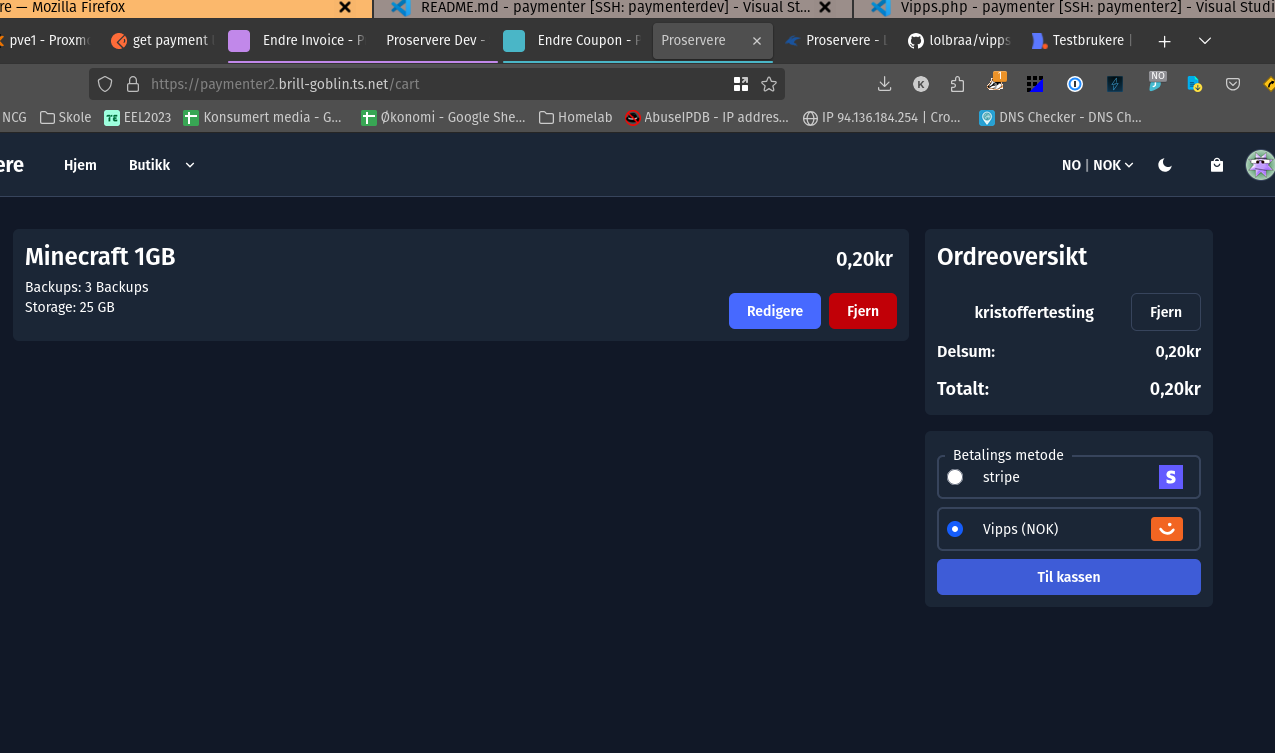 re — Mozilla Firefox
README.md - paymenter [SSH: paymenterdev] - Visual St...
Vipps.php - paymenter [SSH: paymenter2] - Visual Studi
pve1 - Proxmo
get payment
Endre Invoice - P
Proservere Dev -
Endre Coupon - P
Proservere
Proservere - L
lolbraa/vipps
Testbrukere |
https://paymenter2.brill-goblin.ts.net/cart
K
1
NO
NCG
Skole
TE
EEL2023
Konsumert media - G...
Økonomi - Google She...
Homelab
AbuseIPDB - IP addres...
IP 94.136.184.254 | Cro...
DNS Checker - DNS Ch...
ere
Hjem
Butikk
NO | NOK
Minecraft 1GB
0,20kr
Backups: 3 Backups
Storage: 25 GB
Redigere
Fjern
Ordreoversikt
kristoffertesting
Fjern
Delsum:
0,20kr
Totalt:
0,20kr
Betalings metode
stripe
S
Vipps (NOK)
Til kassen